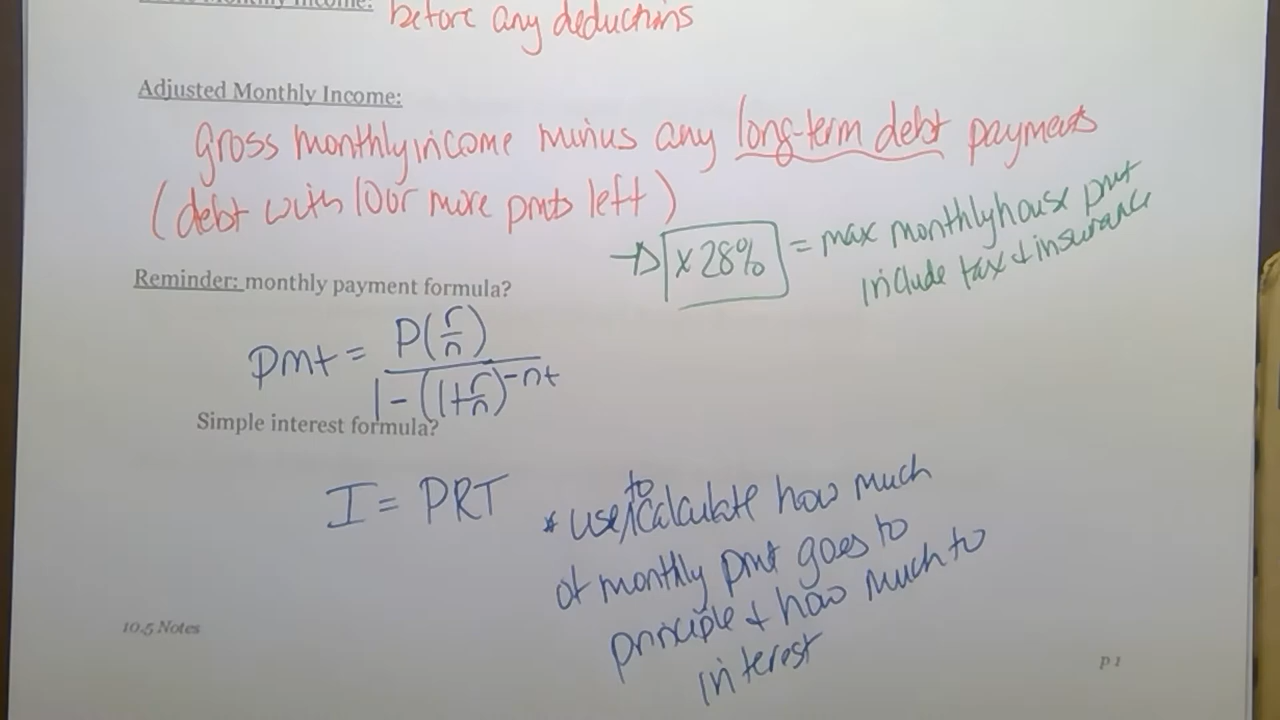 Monthly Income: before any deductions
Adjusted Monthly Income:
gross monthly income minus any long-term debt payments
(debt with 10 or more pmts left)
→ x 28% = max monthly house pmt
include tax & insurance
Reminder: monthly payment formula?
pmt = P(r/n) / 1 - ((1+r/n)^-nt
Simple interest formula?
I = PRT
* use to calculate how much
of monthly pmt goes to
principle & how much to
interest
10.5 Notes
p 1